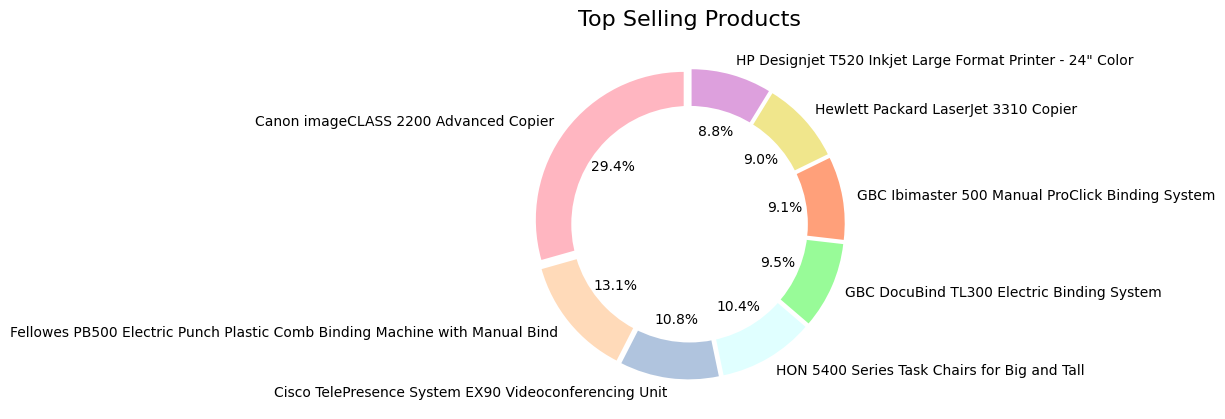 Top Selling Products
HP Designjet T520 Inkjet Large Format Printer - 24" Color
Hewlett Packard LaserJet 3310 Copier
Canon imageCLASS 2200 Advanced Copier
8.8%
9.0%
29.4%
GBC Ibimaster 500 Manual ProClick Binding System
9.1%
9.5%
13.1%
GBC DocuBind TL300 Electric Binding System
10.4%
10.8%
Fellowes PB500 Electric Punch Plastic Comb Binding Machine with Manual Bind
HON 5400 Series Task Chairs for Big and Tall
Cisco TelePresence System EX90 Videoconferencing Unit